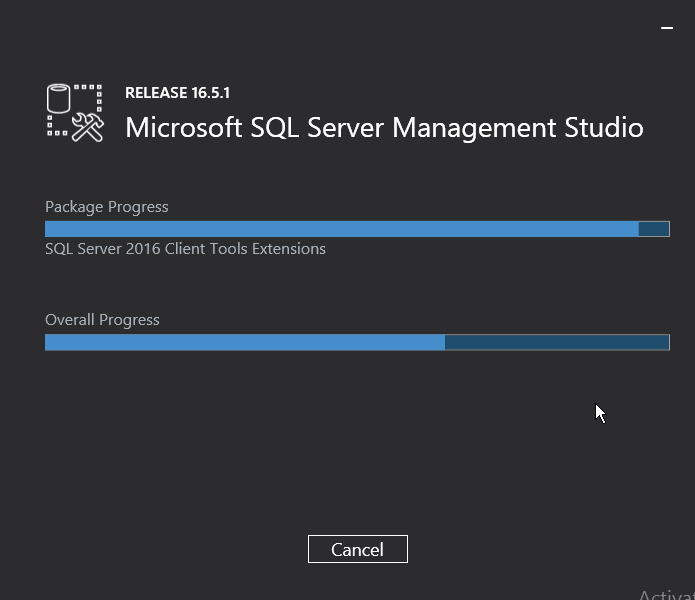 RELEASE 16.5.1
Microsoft SQL Server Management Studio
Package Progress
SQL Server 2016 Client Tools Extensions
Overall Progress
Cancel